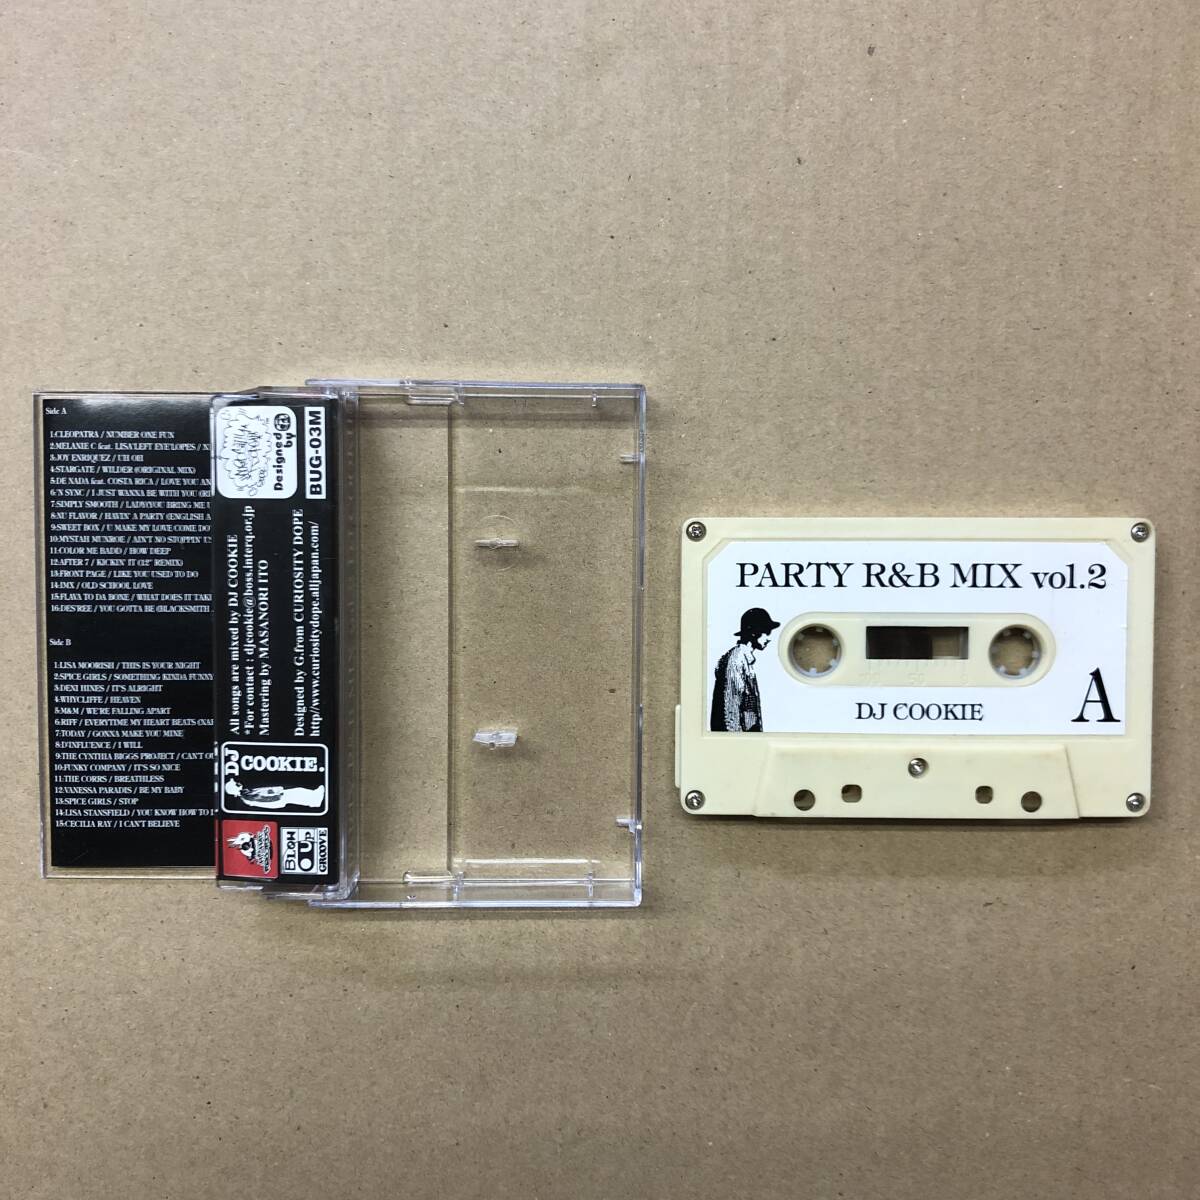 Side A
1.CLEOPATRA / NUMBER ONE FUN
2.MELANIE C feat. LISA'LEFT EYE'LOPES /
3.JOY ENRIQUEZ / UH OH
4.STARGATE / WILDER (ORIGINAL MIX)
5.DE NADA feat. COSTA RICA / LOVE YOU
6.'N SYNC / I JUST WANNA BE WITH YOU
7.SIMPLY SMOOTH / LADY(YOU BRING ME
8.NU FLAVOR / HAVIN' A PARTY (ENGLISH
9.SWEET BOX / U MAKE MY LOVE COME
10.MYSTAH MUNROE / AIN'T NO STOPPIN'
11.COLOR ME BADD / HOW DEEP
12.AFTER 7 / KICKIN' IT (12" REMIX)
13.FRONT PAGE / LIKE YOU USED TO DO
14.IMX / OLD SCHOOL LOVE
15.FLAVA TO DA BONE / WHAT DOES IT
16.DES'REE / YOU GOTTA BE (BLACKSMITH
Side B
1.LISA MOORISH / THIS IS YOUR NIGHT
2.SPICE GIRLS / SOMETHING KINDA FUNNY
3.DENI HINES / IT'S ALRIGHT
4.WHYCLIFFE / HEAVEN
5.M&M / WE'RE FALLING APART
6.RIFF / EVERYTIME MY HEART BEATS
7.TODAY / GONNA MAKE YOU MINE
8.D'INFLUENCE / I WILL
9.THE CYNTHIA BIGGS PROJECT / CAN'T
10.FUNKY COMPANY / IT'S SO NICE
11.THE CORRS / BREATHLESS
12.VANESSA PARADIS / BE MY BABY
13.SPICE GIRLS / STOP
14.LISA STANSFIELD / YOU KNOW HOW TO
15.CECILIA RAY / I CAN'T BELIEVE
Designed
by
BUG-03M
All songs are mixed by DJ COOKIE
*For contact : djcookie@boss.interq.or.jp
Mastering by MASANORI ITO
Designed by G.from CURIOSITY DOPE
http//www.curiositydope.alljapan.com/
DJ
COOKIE.
BLOW
UP
GROOVE
PARTY R&B MIX vol.2
DJ COOKIE
A